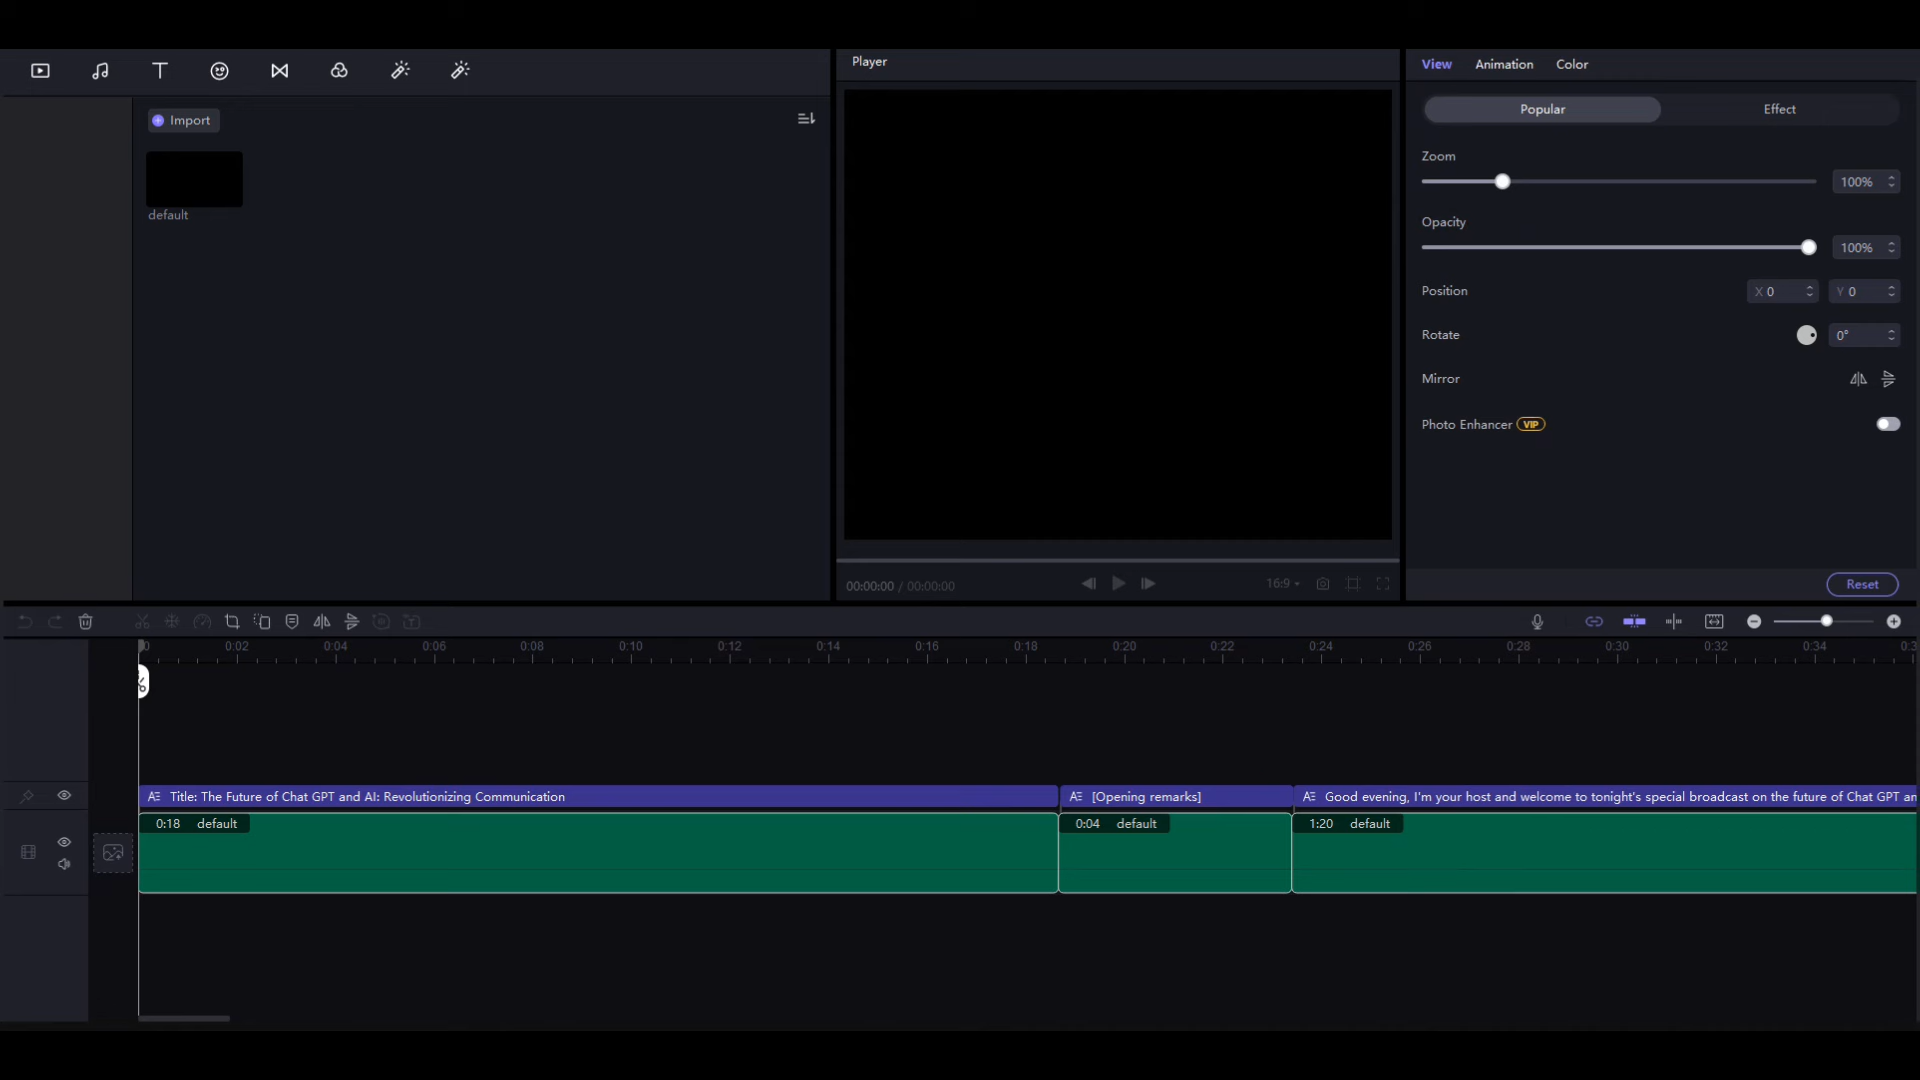 Player
View Animation Color
Popular Effect
Import
default
Zoom
100%
Opacity
100%
Position X 0 Y 0
Rotate 0°
Mirror
Photo Enhancer VIP
00:00:00 / 00:00:00 16:9
Reset
0 0:02 0:04 0:06 0:08 0:10 0:12 0:14 0:16 0:18 0:20 0:22 0:24 0:26 0:28 0:30 0:32 0:34 0:3
Title: The Future of Chat GPT and AI: Revolutionizing Communication [Opening remarks] Good evening, I'm your host and welcome to tonight's special broadcast on the future of Chat GPT an
0:18 default 0:04 default 1:20 default